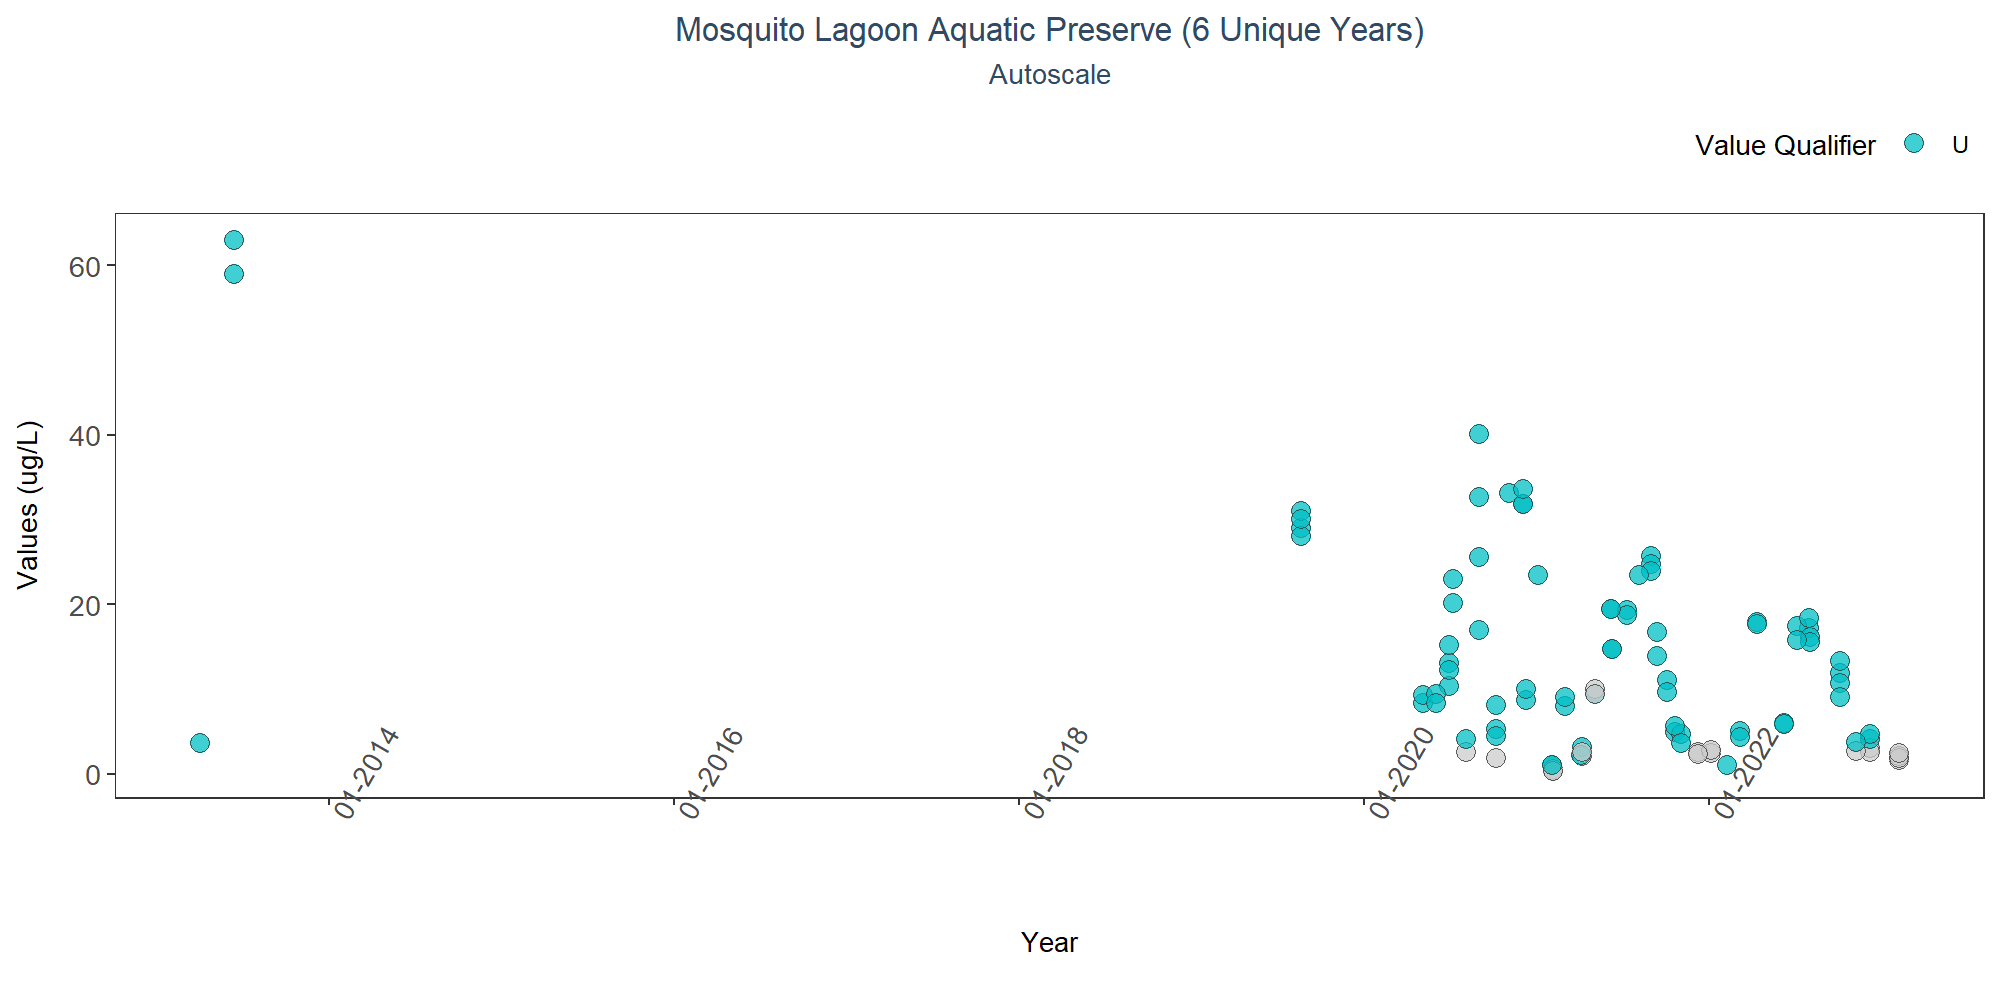 Mosquito Lagoon Aquatic Preserve (6 Unique Years)
Autoscale
Value Qualifier U
Values (ug/L)
60
40
20
0
01-2014
01-2016
01-2018
01-2020
01-2022
Year